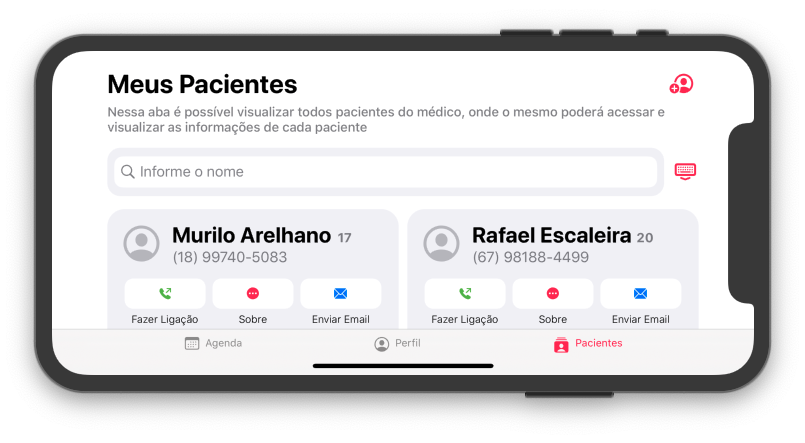 Meus Pacientes
Nessa aba é possível visualizar todos pacientes do médico, onde o mesmo poderá acessar e
visualizar as informações de cada paciente
Informe o nome
Murilo Arelhano 17
(18) 99740-5083
Fazer Ligação Sobre Enviar Email
Rafael Escaleira 20
(67) 98188-4499
Fazer Ligação Sobre Enviar Email
Agenda Perfil Pacientes